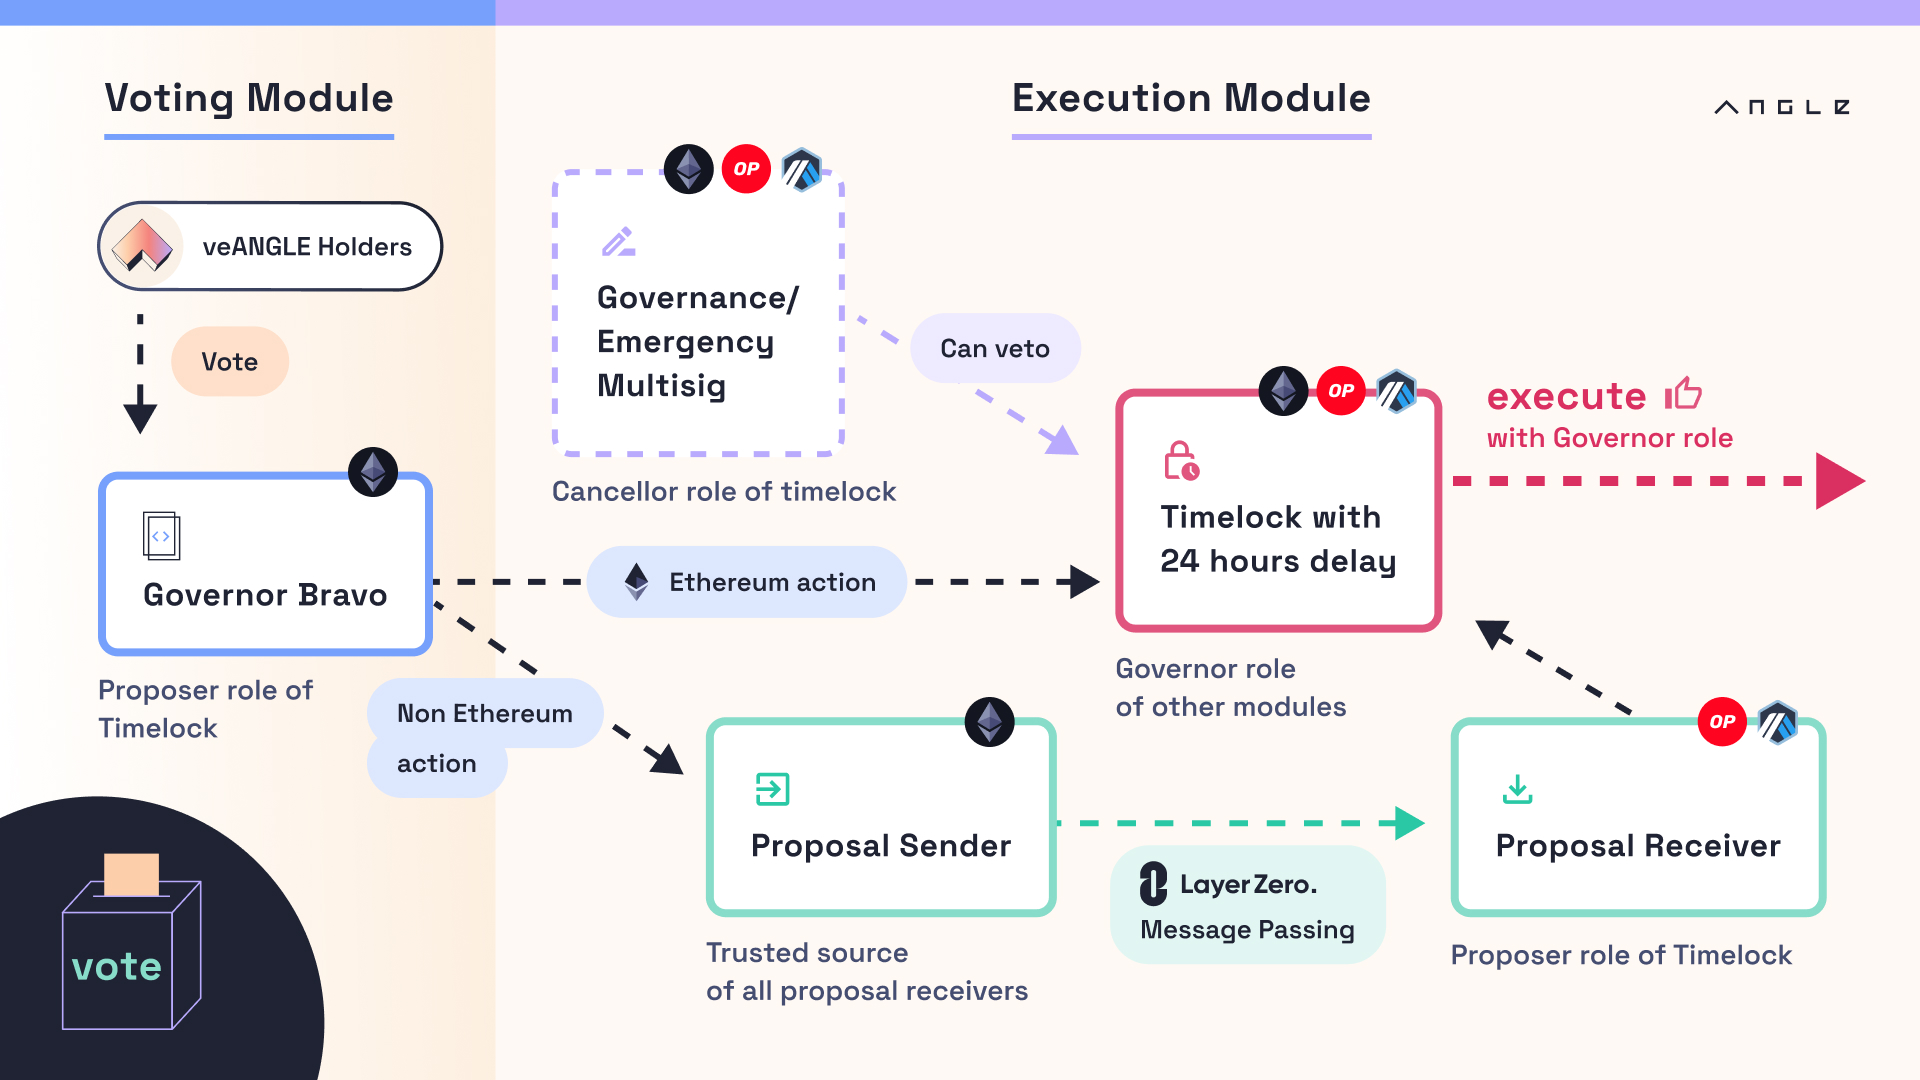 Voting Module
Execution Module
ANGLE
veANGLE Holders
Vote
Governor Bravo
Proposer role of
Timelock
vote
OP
Governance/
Emergency
Multisig
Cancellor role of timelock
Can veto
Ethereum action
Non Ethereum
action
OP
Timelock with
24 hours delay
Governor role
of other modules
execute
with Governor role
Proposal Sender
Trusted source
of all proposal receivers
LayerZero.
Message Passing
OP
Proposal Receiver
Proposer role of Timelock